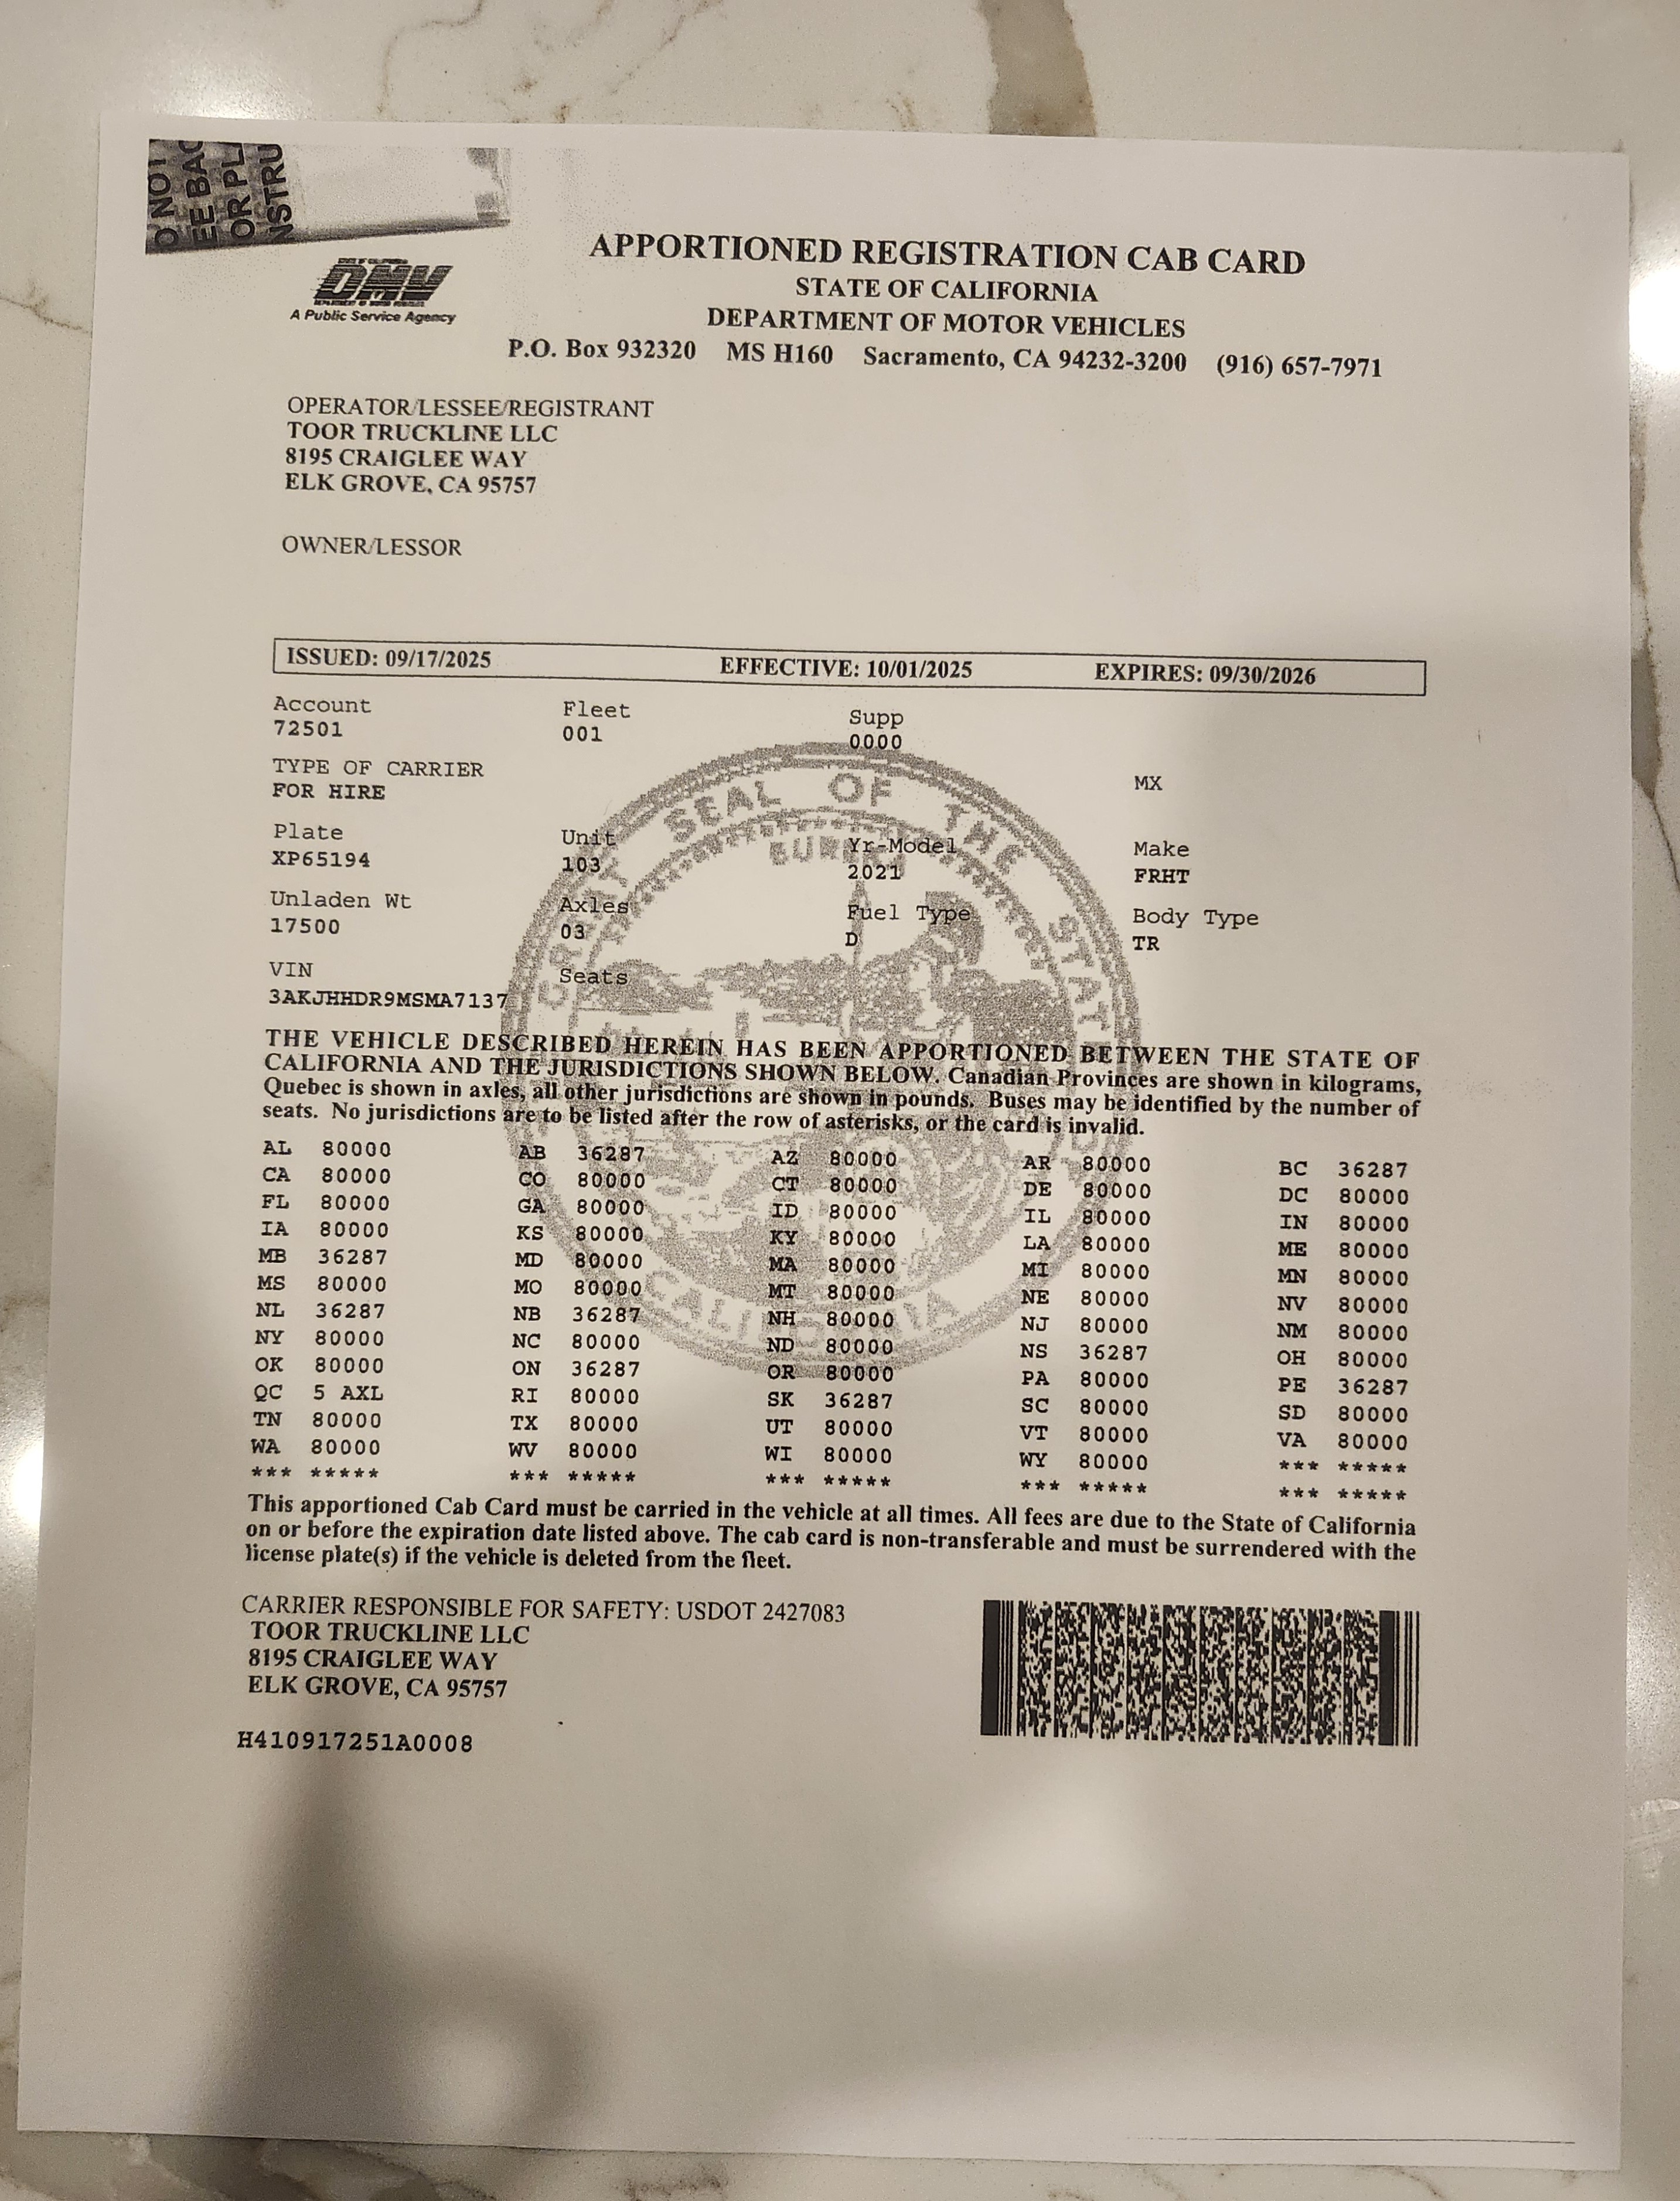 O NOT
EE BAC
OR PLA
NSTRU
DMV
A Public Service Agency
APPORTIONED REGISTRATION CAB CARD
STATE OF CALIFORNIA
DEPARTMENT OF MOTOR VEHICLES
P.O. Box 932320 MS H160 Sacramento, CA 94232-3200 (916) 657-7971
OPERATOR/LESSEE/REGISTRANT
TOOR TRUCKLINE LLC
8195 CRAIGLEE WAY
ELK GROVE, CA 95757
OWNER/LESSOR
ISSUED: 09/17/2025 EFFECTIVE: 10/01/2025 EXPIRES: 09/30/2026
Account Fleet Supp
72501 001 0000
TYPE OF CARRIER MX
FOR HIRE
Plate Unit Yr-Model Make
XP65194 103 2021 FRHT
Unladen Wt Axles Fuel Type Body Type
17500 03 D TR
VIN Seats
3AKJHHDR9MSMA7137
THE VEHICLE DESCRIBED HEREIN HAS BEEN APPORTIONED BETWEEN THE STATE OF
CALIFORNIA AND THE JURISDICTIONS SHOWN BELOW. Canadian Provinces are shown in kilograms,
Quebec is shown in axles, all other jurisdictions are shown in pounds. Buses may be identified by the number of
seats. No jurisdictions are to be listed after the row of asterisks, or the card is invalid.
AL 80000 AB 36287 AZ 80000 AR 80000 BC 36287
CA 80000 CO 80000 CT 80000 DE 80000 DC 80000
FL 80000 GA 80000 ID 80000 IL 80000 IN 80000
IA 80000 KS 80000 KY 80000 LA 80000 ME 80000
MB 36287 MD 80000 MA 80000 MI 80000 MN 80000
MS 80000 MO 80000 MT 80000 NE 80000 NV 80000
NL 36287 NB 36287 NH 80000 NJ 80000 NM 80000
NY 80000 NC 80000 ND 80000 NS 36287 OH 80000
OK 80000 ON 36287 OR 80000 PA 80000 PE 36287
QC 5 AXL RI 80000 SK 36287 SC 80000 SD 80000
TN 80000 TX 80000 UT 80000 VT 80000 VA 80000
WA 80000 WV 80000 WI 80000 WY 80000 *** *****
*** ***** *** ***** *** ***** *** ***** *** *****
This apportioned Cab Card must be carried in the vehicle at all times. All fees are due to the State of California
on or before the expiration date listed above. The cab card is non-transferable and must be surrendered with the
license plate(s) if the vehicle is deleted from the fleet.
CARRIER RESPONSIBLE FOR SAFETY: USDOT 2427083
TOOR TRUCKLINE LLC
8195 CRAIGLEE WAY
ELK GROVE, CA 95757
H410917251A0008
SEAL OF THE STATE
CALIFORNIA